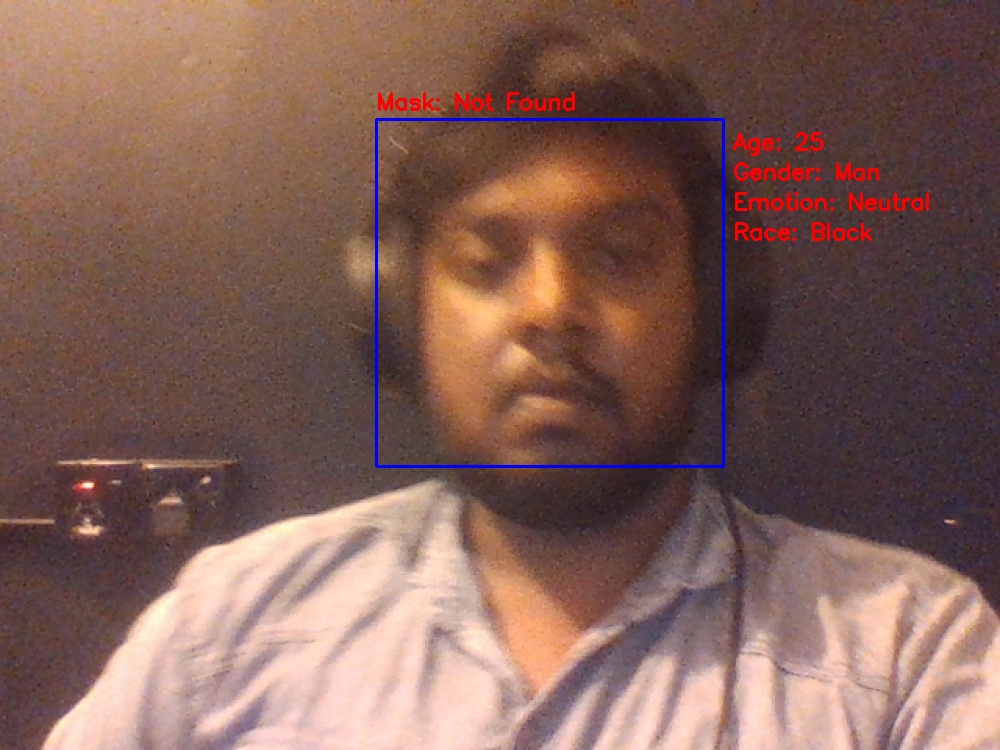 Mask: Not Found
Age: 25
Gender: Man
Emotion: Neutral
Race: Black